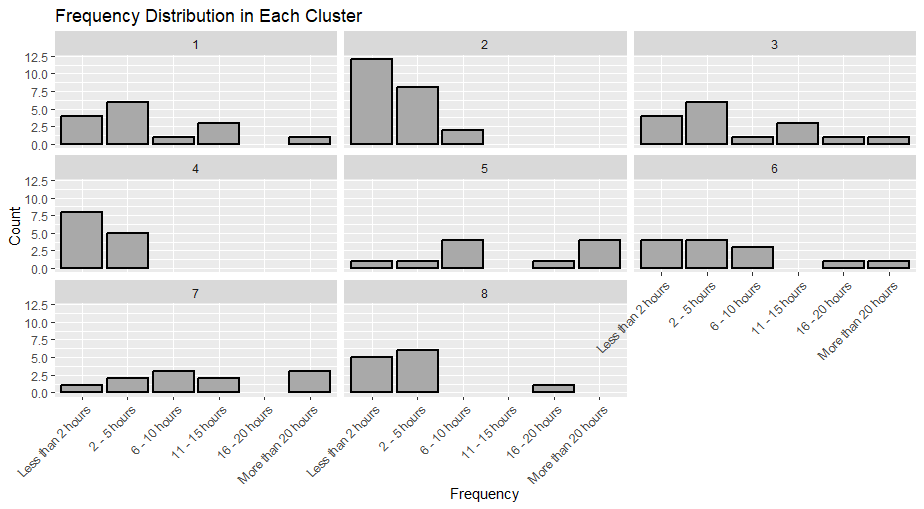 Frequency Distribution in Each Cluster
1
2
3
12.5
10.0
7.5
5.0
2.5
0.0
4
5
6
12.5
10.0
7.5
5.0
2.5
0.0
Count
7
8
12.5
10.0
7.5
5.0
2.5
0.0
Less than 2 hours
2 - 5 hours
6 - 10 hours
11 - 15 hours
16 - 20 hours
More than 20 hours
Less than 2 hours
2 - 5 hours
6 - 10 hours
11 - 15 hours
16 - 20 hours
More than 20 hours
Less than 2 hours
2 - 5 hours
6 - 10 hours
11 - 15 hours
16 - 20 hours
More than 20 hours
Frequency